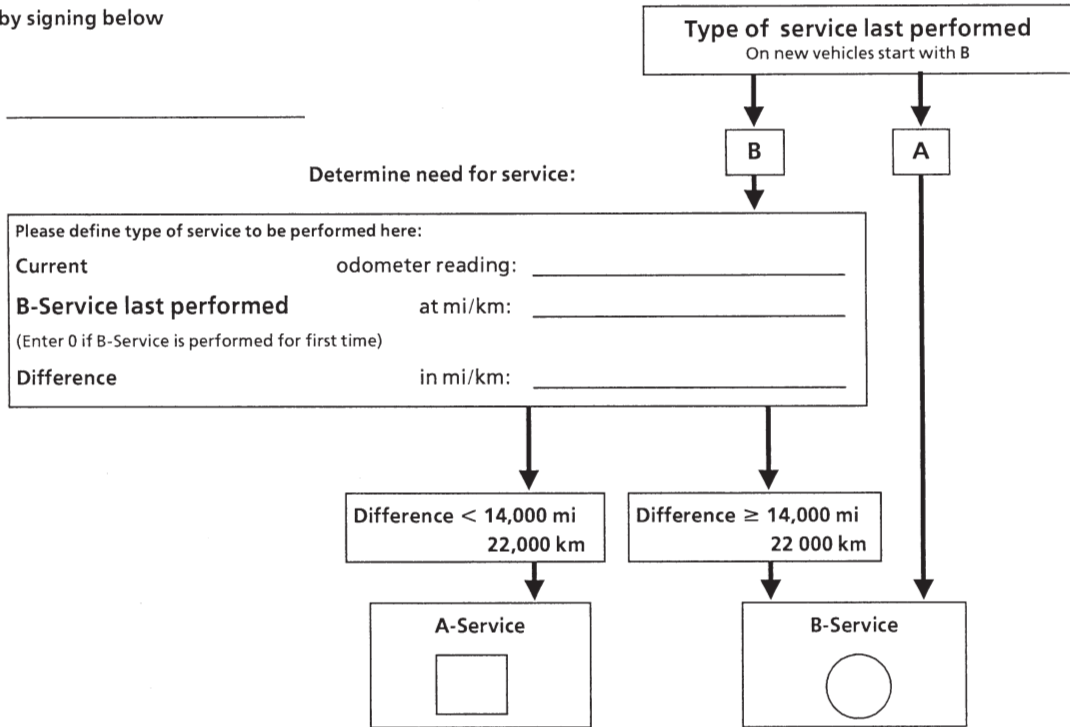 by signing below
Type of service last performed
On new vehicles start with B
B
A
Determine need for service:
Please define type of service to be performed here:
Current odometer reading:
B-Service last performed at mi/km:
(Enter 0 if B-Service is performed for first time)
Difference in mi/km:
Difference < 14,000 mi
22,000 km
Difference ≥ 14,000 mi
22 000 km
A-Service
B-Service